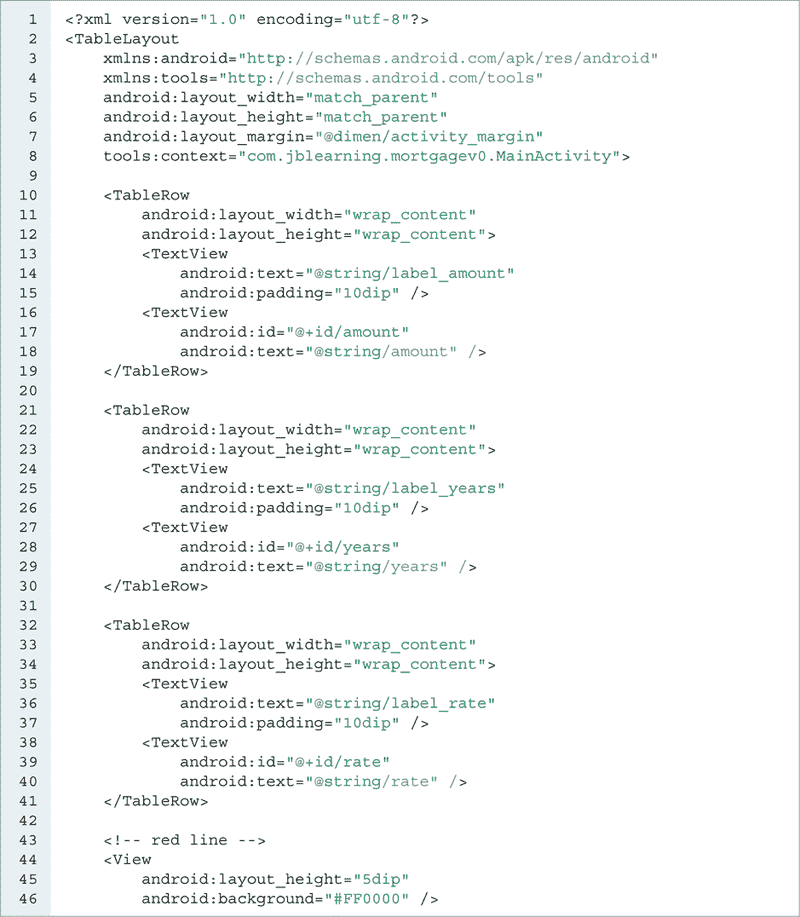 1 <?xml version="1.0" encoding="utf-8"?>
2 <TableLayout
3     xmlns:android="http://schemas.android.com/apk/res/android"
4     xmlns:tools="http://schemas.android.com/tools"
5     android:layout_width="match_parent"
6     android:layout_height="match_parent"
7     android:layout_margin="@dimen/activity_margin"
8     tools:context="com.jblearning.mortgagev0.MainActivity">
9
10     <TableRow
11         android:layout_width="wrap_content"
12         android:layout_height="wrap_content">
13         <TextView
14             android:text="@string/label_amount"
15             android:padding="10dip" />
16         <TextView
17             android:id="@+id/amount"
18             android:text="@string/amount" />
19     </TableRow>
20
21     <TableRow
22         android:layout_width="wrap_content"
23         android:layout_height="wrap_content">
24         <TextView
25             android:text="@string/label_years"
26             android:padding="10dip" />
27         <TextView
28             android:id="@+id/years"
29             android:text="@string/years" />
30     </TableRow>
31
32     <TableRow
33         android:layout_width="wrap_content"
34         android:layout_height="wrap_content">
35         <TextView
36             android:text="@string/label_rate"
37             android:padding="10dip" />
38         <TextView
39             android:id="@+id/rate"
40             android:text="@string/rate" />
41     </TableRow>
42
43     <!-- red line -->
44     <View
45         android:layout_height="5dip"
46         android:background="#FF0000" />